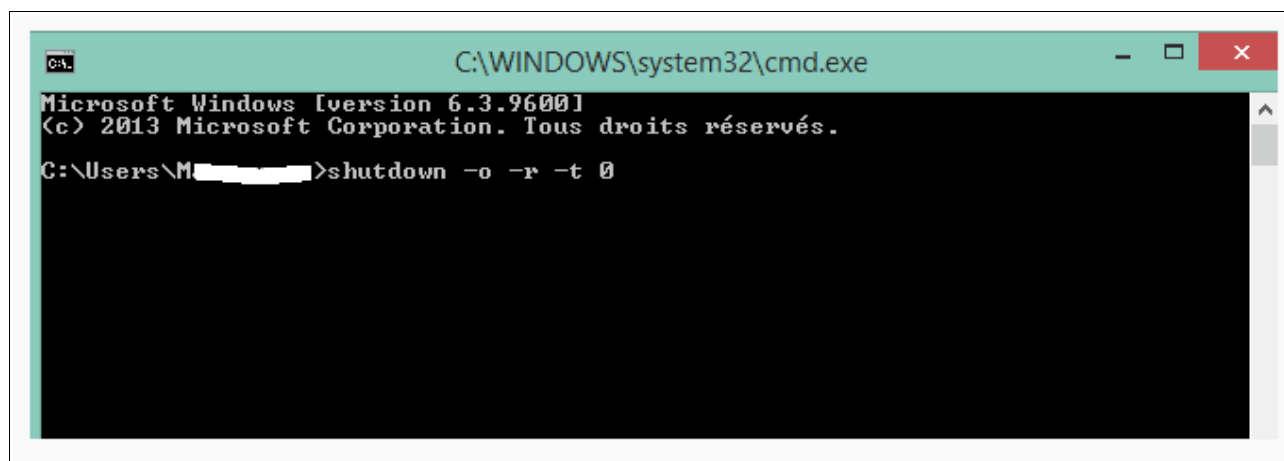 C:\WINDOWS\system32\cmd.exe
Microsoft Windows [version 6.3.9600]
(c) 2013 Microsoft Corporation. Tous droits réservés.
C:\Users\M >shutdown -o -r -t 0